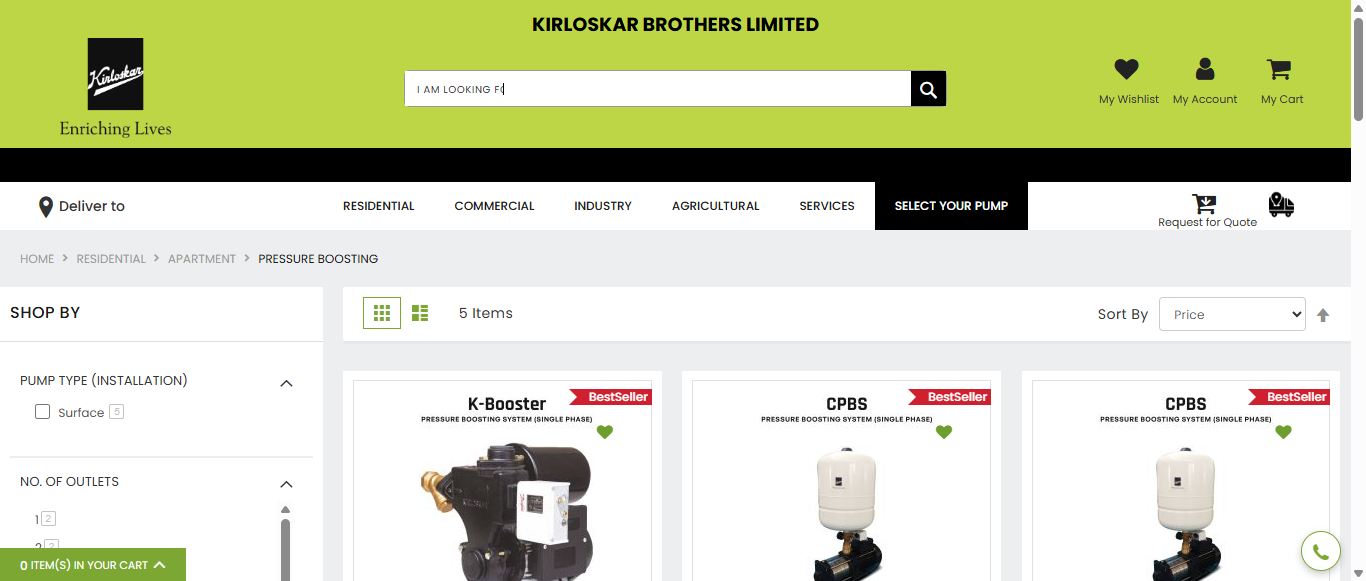 KIRLOSKAR BROTHERS LIMITED
Kirloskar
Enriching Lives
I AM LOOKING FO
My Wishlist
My Account
My Cart
Deliver to
RESIDENTIAL
COMMERCIAL
INDUSTRY
AGRICULTURAL
SERVICES
SELECT YOUR PUMP
Request for Quote
HOME > RESIDENTIAL > APARTMENT > PRESSURE BOOSTING
SHOP BY
5 Items
Sort By
Price
PUMP TYPE (INSTALLATION)
Surface 5
NO. OF OUTLETS
1 2
2 2
0 ITEM(S) IN YOUR CART
BestSeller
K-Booster
PRESSURE BOOSTING SYSTEM (SINGLE PHASE)
BestSeller
CPBS
PRESSURE BOOSTING SYSTEM (SINGLE PHASE)
BestSeller
CPBS
PRESSURE BOOSTING SYSTEM (SINGLE PHASE)